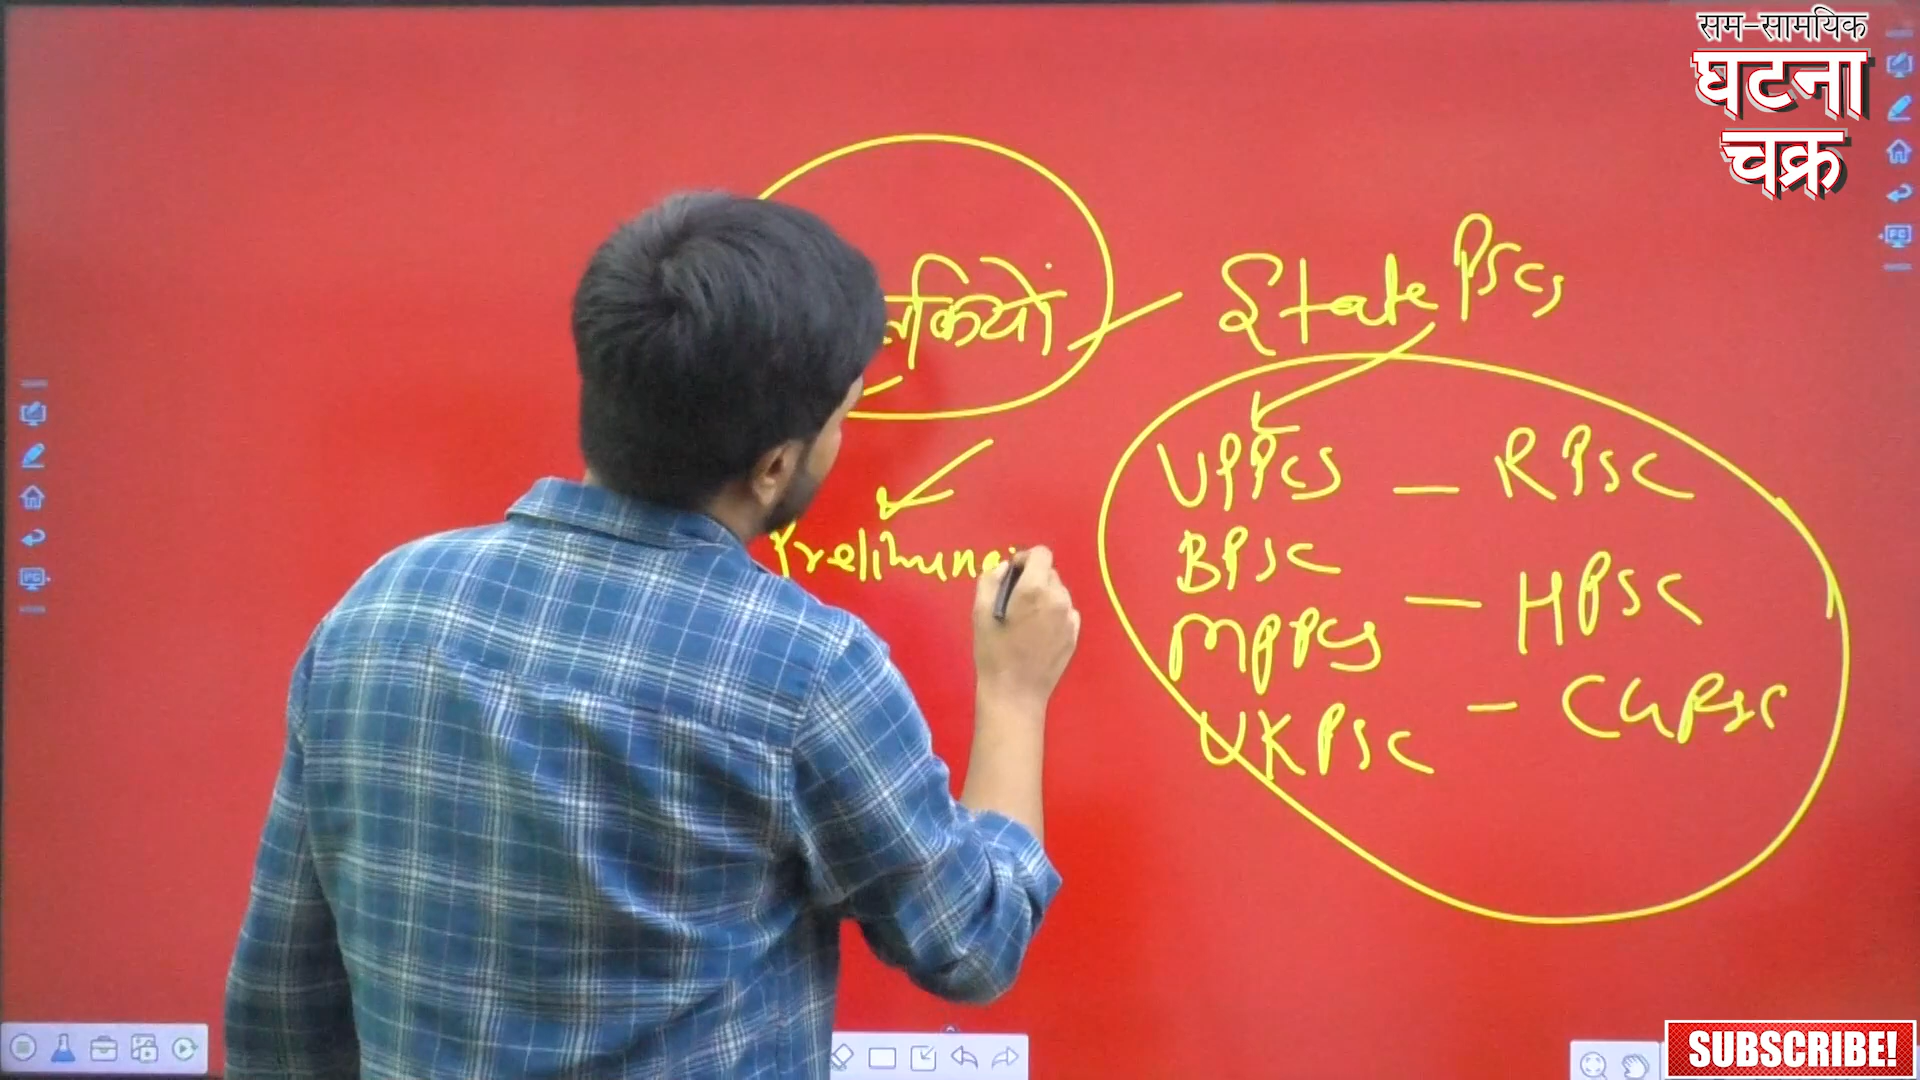 सम-सामयिक
घटना
चक्र
State PSCs
UPPCS - RPSC
BPSC
- HPSC
MPPCS
UKPSC - CGPSC
SUBSCRIBE!